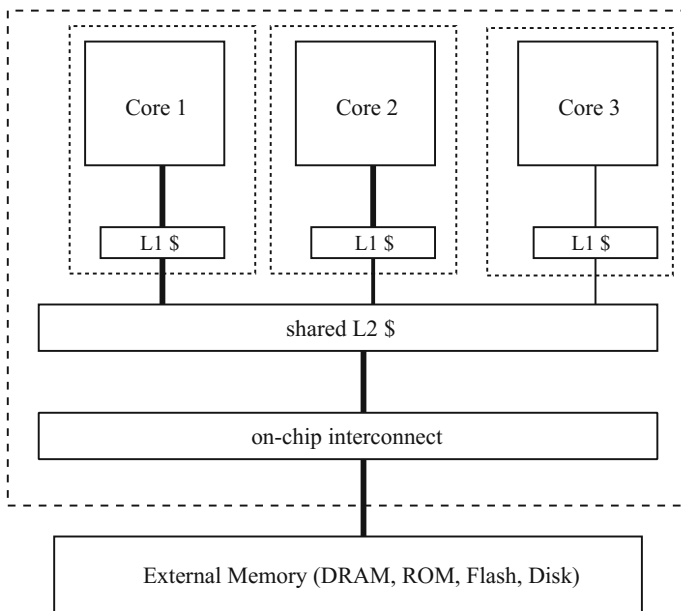 Core 1
Core 2
Core 3
L1 $
L1 $
L1 $
shared L2 $
on-chip interconnect
External Memory (DRAM, ROM, Flash, Disk)